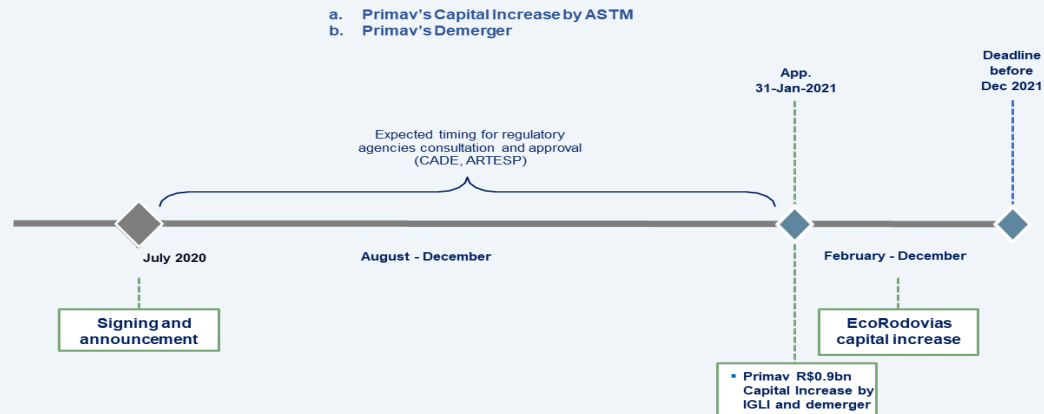 a. Primav's Capital Increase by ASTM
b. Primav's Demerger
Deadline
before
Dec 2021
App.
31-Jan-2021
Expected timing for regulatory
agencies consultation and approval
(CADE, ARTESP)
July 2020
August - December
February - December
Signing and
announcement
EcoRodovias
capital increase
▪ Primav R$0.9bn
Capital Increase by
IGLI and demerger